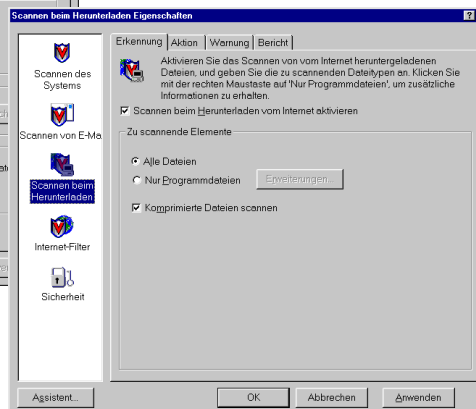 Scannen beim Herunterladen Eigenschaften
Scannen des
Systems
Scannen von E-Ma
Scannen beim
Herunterladen
Internet-Filter
Sicherheit
Erkennung
Aktion
Warnung
Bericht
Aktivieren Sie das Scannen von vom Internet heruntergeladenen
Dateien, und geben Sie die zu scannenden Dateitypen an. Klicken Sie
mit der rechten Maustaste auf 'Nur Programmdateien', um zusätzliche
Informationen zu erhalten.
Scannen beim Herunterladen vom Internet aktivieren
Zu scannende Elemente
Alle Dateien
Nur Programmdateien
Erweiterungen...
Komprimierte Dateien scannen
Assistent...
OK
Abbrechen
Anwenden